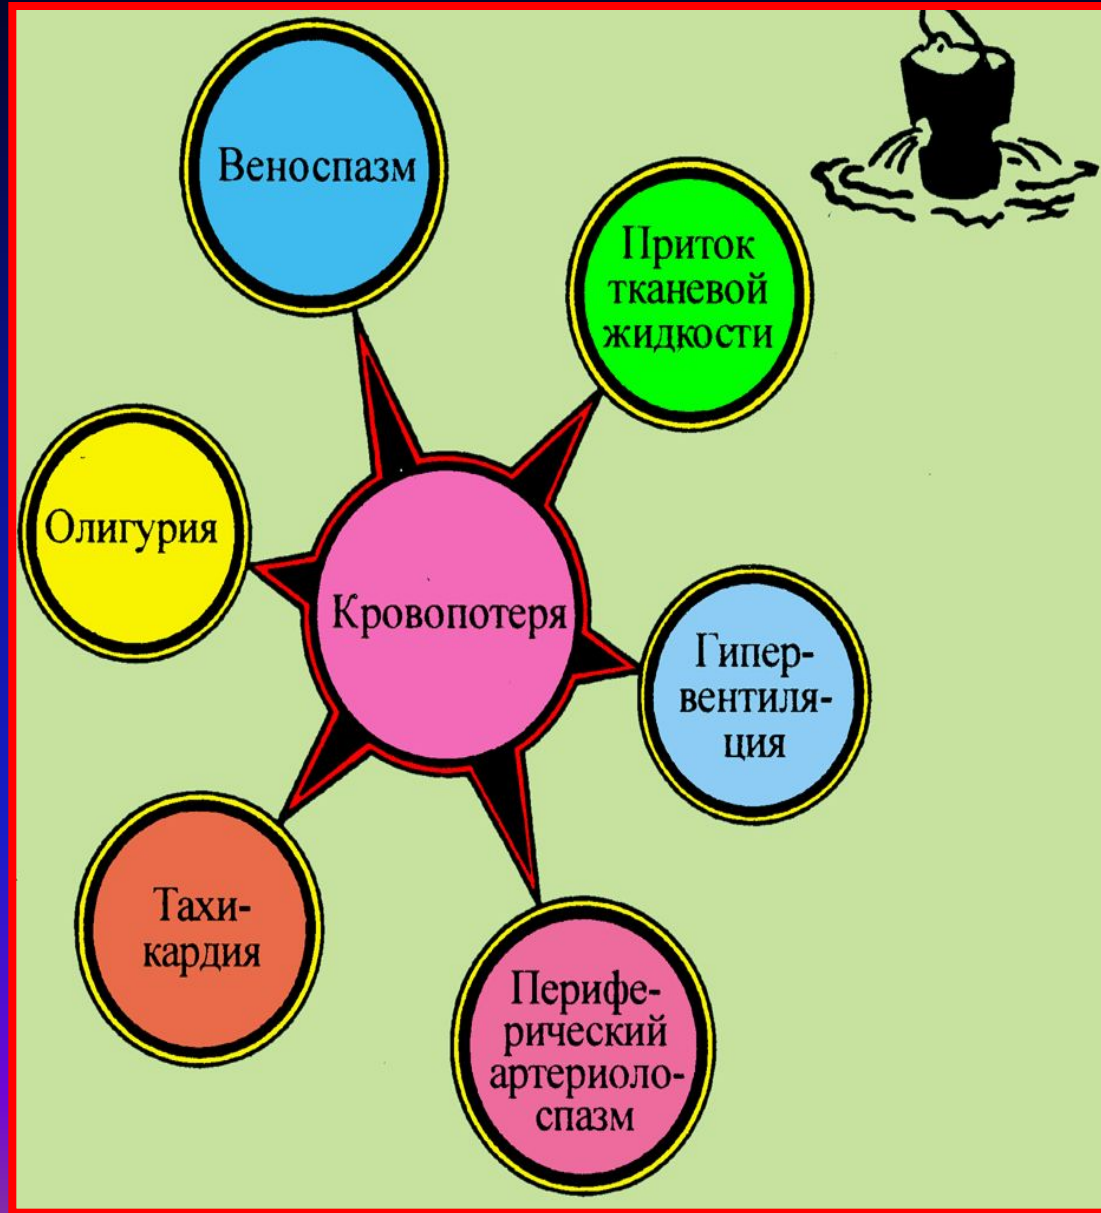 Веноспазм
Приток
тканевой
жидкости
Олигурия
Кровопотеря
Гипер-
вентиля-
ция
Тахи-
кардия
Перифе-
рический
артериоло-
спазм